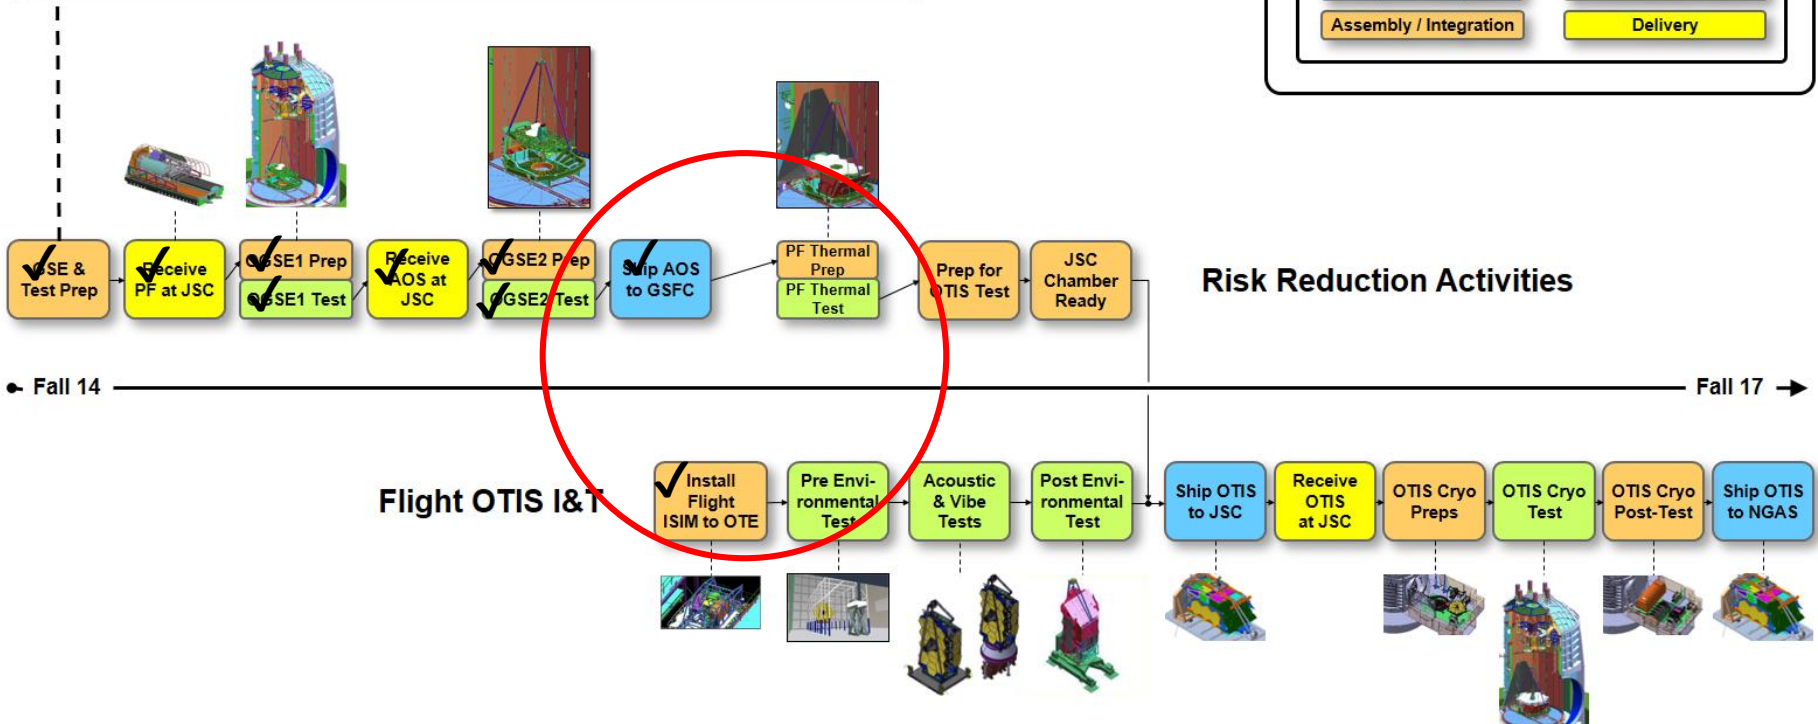 Assembly / Integration
Delivery
GSE &
Test Prep
Receive
PF at JSC
OGSE1 Prep
OGSE1 Test
Receive
AOS at
JSC
OGSE2 Prep
OGSE2 Test
Ship AOS
to GSFC
PF Thermal
Prep
PF Thermal
Test
Prep for
OTIS Test
JSC
Chamber
Ready
Risk Reduction Activities
Fall 14
Fall 17
Flight OTIS I&T
Install
Flight
ISIM to OTE
Pre Envi-
ronmental
Test
Acoustic
& Vibe
Tests
Post Envi-
ronmental
Test
Ship OTIS
to JSC
Receive
OTIS
at JSC
OTIS Cryo
Preps
OTIS Cryo
Test
OTIS Cryo
Post-Test
Ship OTIS
to NGAS